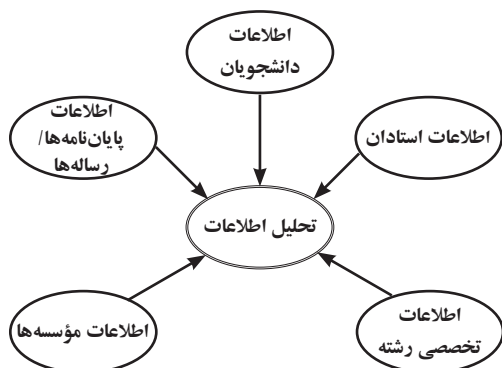 اطلاعات
دانشجویان
اطلاعات استادان
اطلاعات
پایان‌نامه‌ها/
رساله‌ها
تحلیل اطلاعات
اطلاعات
تخصصی رشته
اطلاعات مؤسسه‌ها